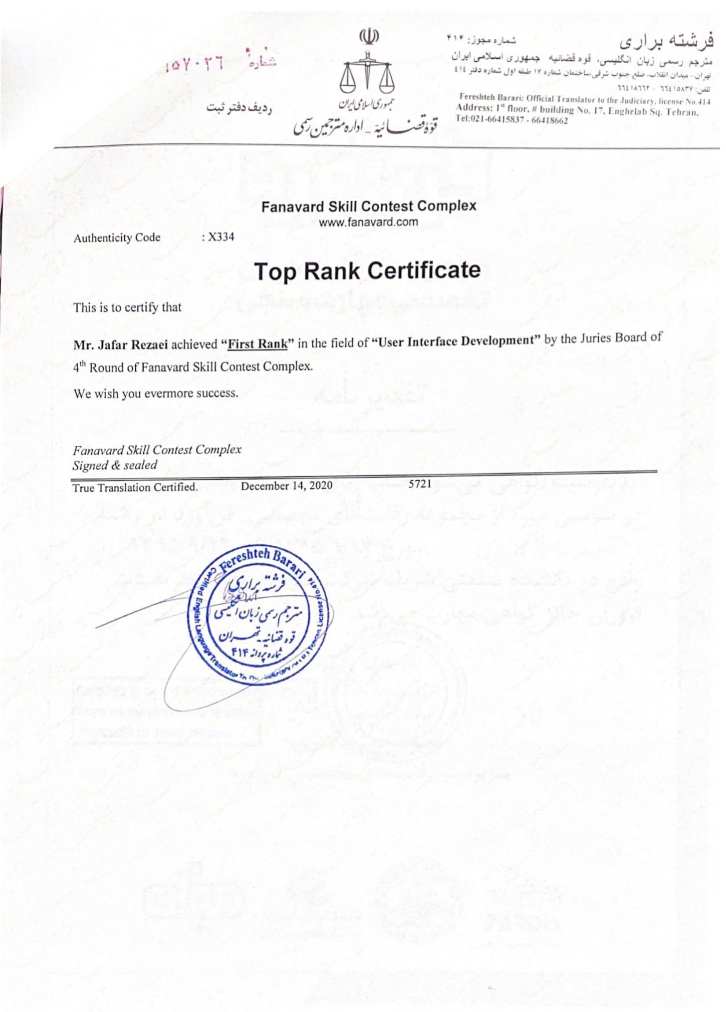 فرشته براری
شماره مجوز: ۴۱۴
مترجم رسمی زبان انگلیسی، قوه قضائیه جمهوری اسلامی ایران
تهران - میدان انقلاب، ضلع جنوب شرقی ساختمان شماره ۱۷ طبقه اول شماره دفتر ٤١٤
تلفن: ٦٦٤١٥٨٣٧ - ٦٦٤١٨٦٦٢
Fereshteh Barari: Official Translator to the Judiciary, license No.414
Address: 1st floor, # building No. 17, Enghelab Sq. Tehran.
Tel:021-66415837 - 66418662
جمهوری اسلامی ایران
قوه قضائیه - اداره مترجمین رسمی
شماره
ردیف دفتر ثبت
Fanavard Skill Contest Complex
www.fanavard.com
Authenticity Code : X334
Top Rank Certificate
This is to certify that
Mr. Jafar Rezaei achieved “First Rank” in the field of “User Interface Development” by the Juries Board of
4th Round of Fanavard Skill Contest Complex.
We wish you evermore success.
Fanavard Skill Contest Complex
Signed & sealed
True Translation Certified. December 14, 2020 5721
Fereshteh Barari
Certified English Language Translator To
فرشته براری
مترجم رسمی زبان انگلیسی
قوه قضائیه - تهران
شماره پروانه ۴۱۴